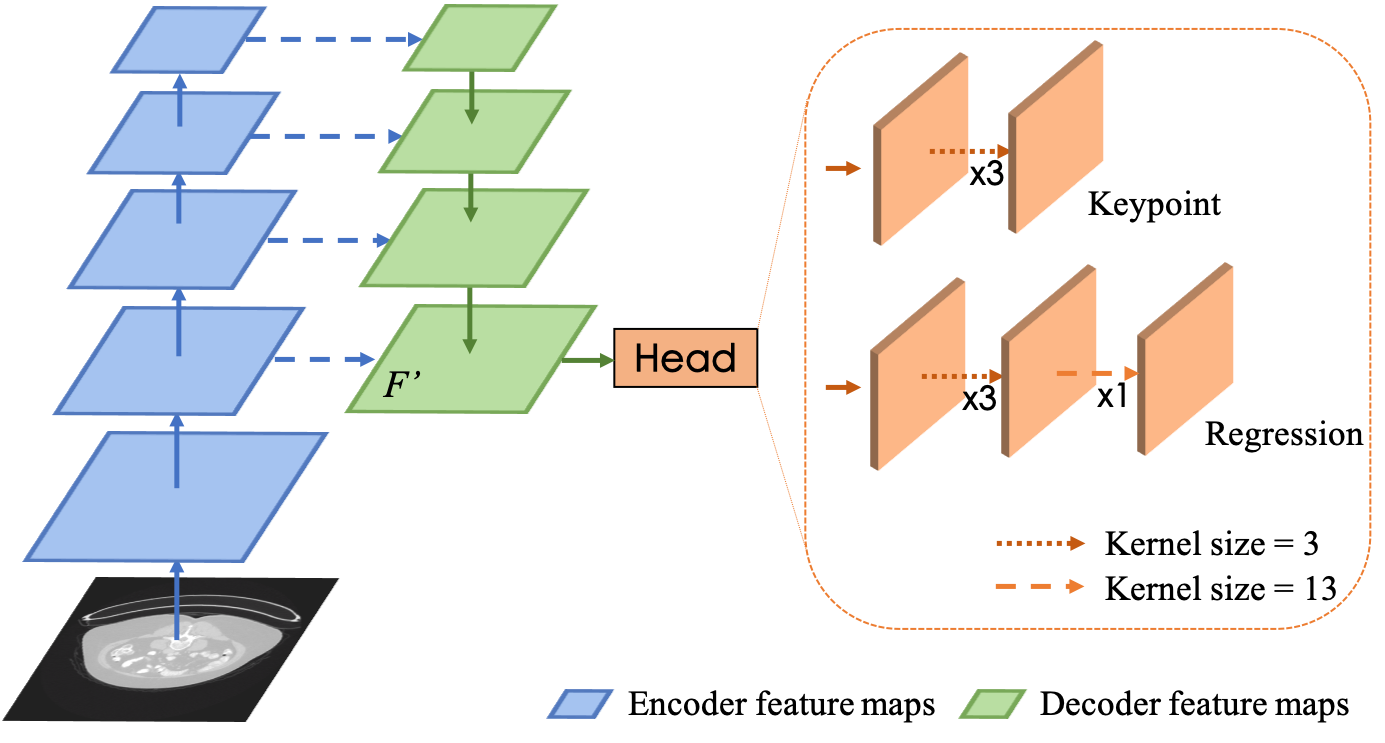 x3
Keypoint
F’
Head
x3
x1
Regression
Kernel size = 3
Kernel size = 13
Encoder feature maps
Decoder feature maps